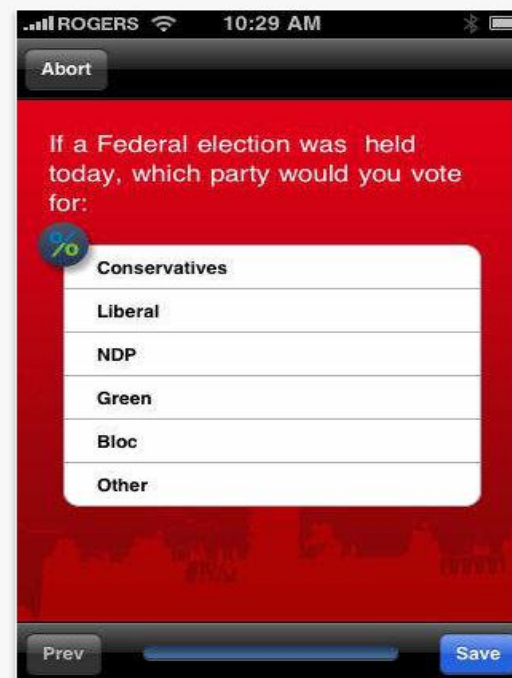 ROGERS 10:29 AM
Abort
If a Federal election was held
today, which party would you vote
for:
%
Conservatives
Liberal
NDP
Green
Bloc
Other
Prev Save